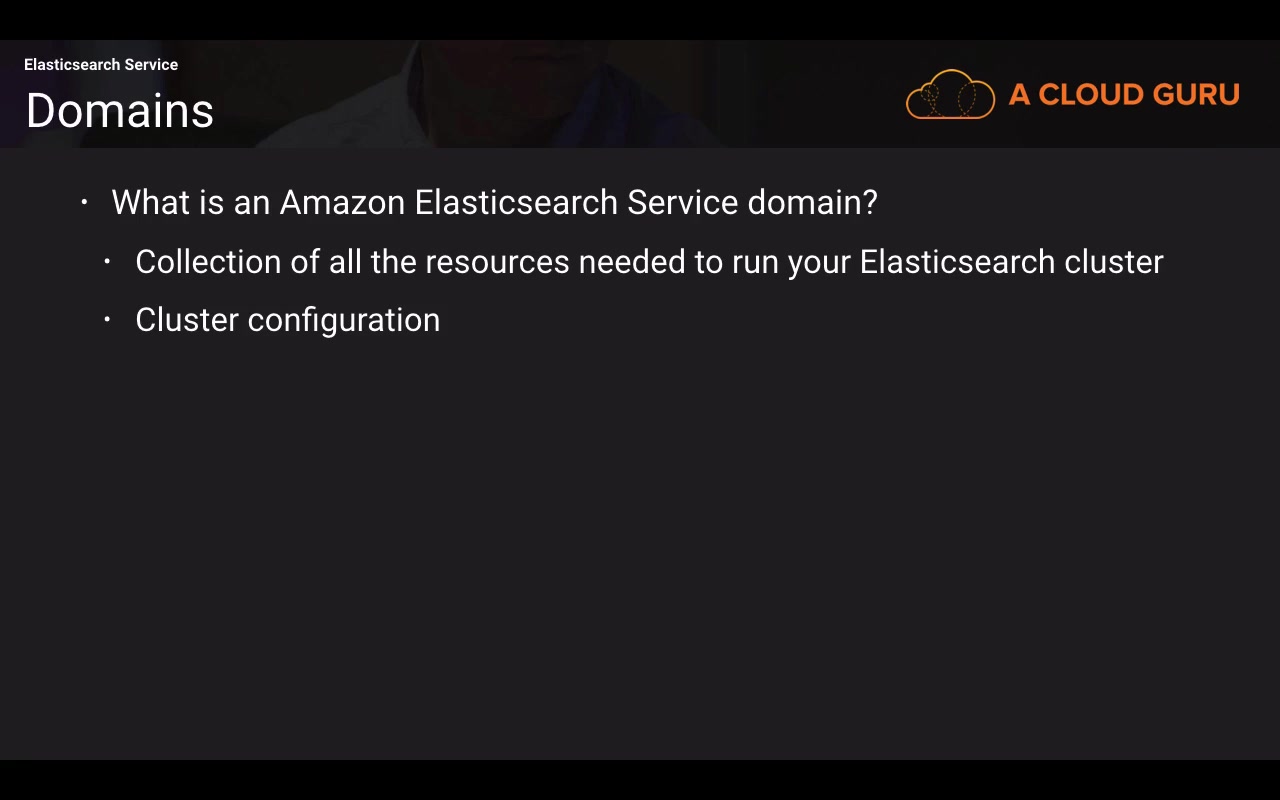 Elasticsearch Service
Domains
A CLOUD GURU
• What is an Amazon Elasticsearch Service domain?
• Collection of all the resources needed to run your Elasticsearch cluster
• Cluster configuration